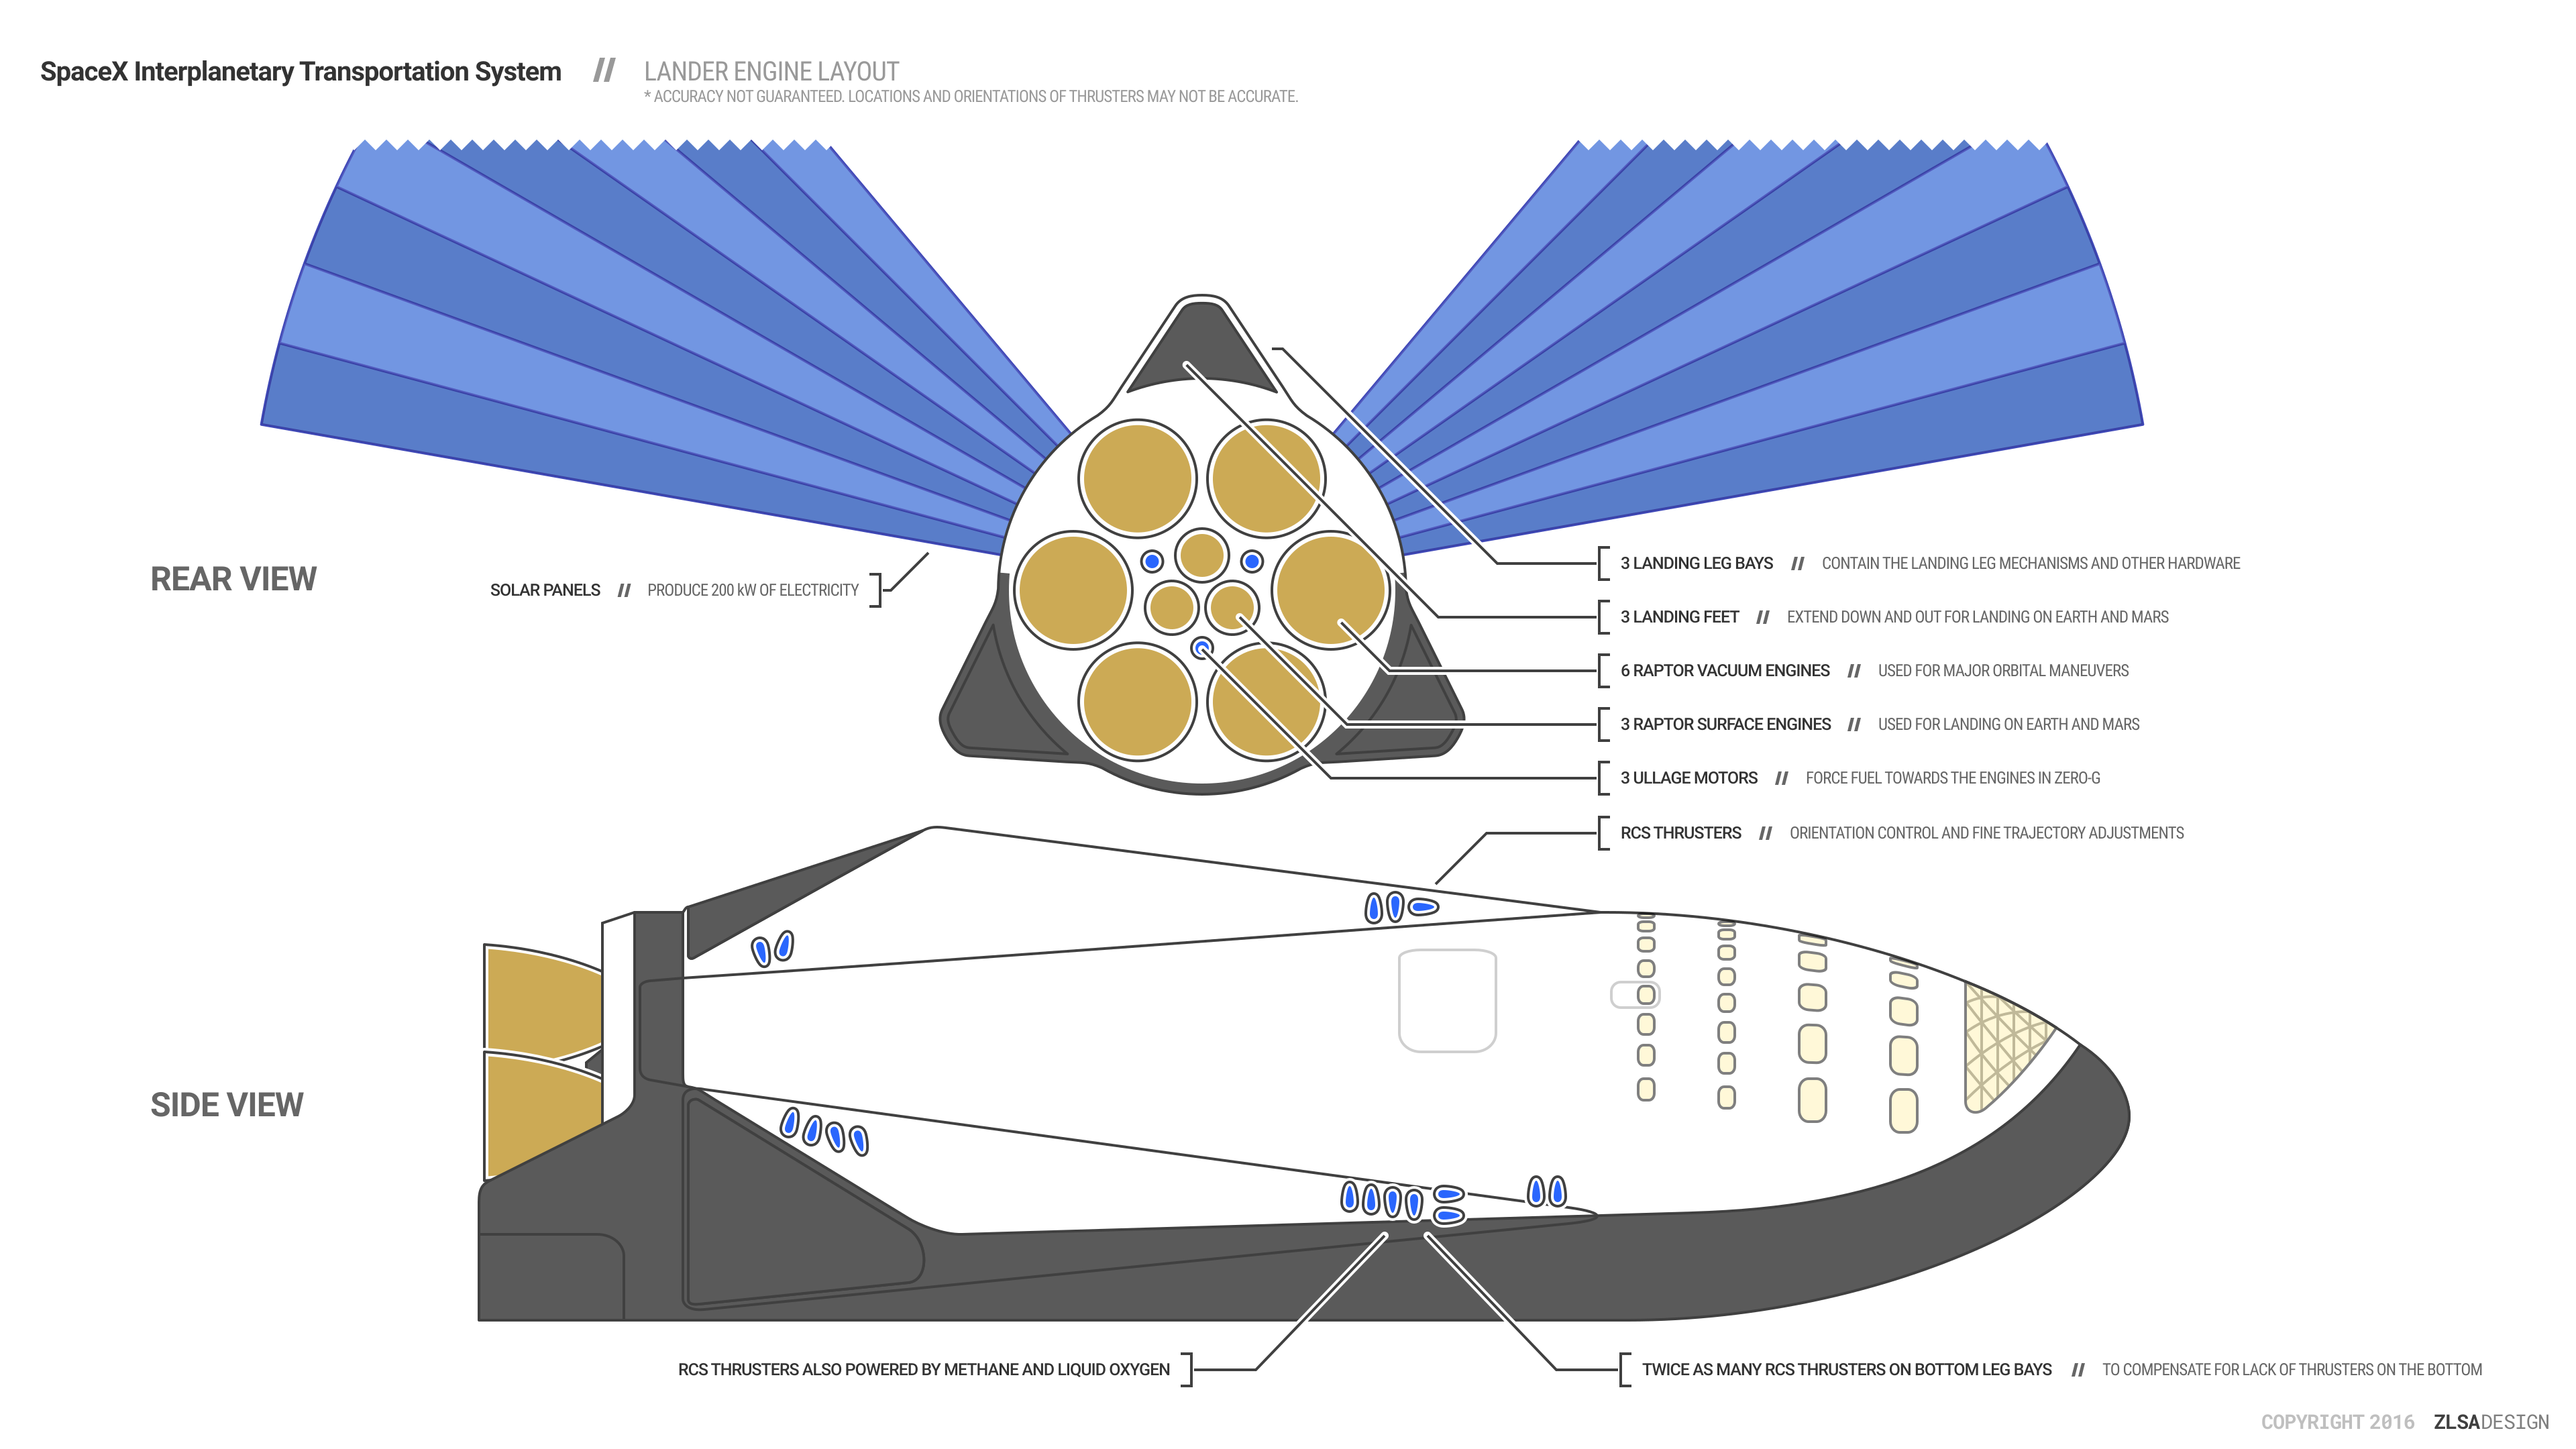 SpaceX Interplanetary Transportation System // LANDER ENGINE LAYOUT
* ACCURACY NOT GUARANTEED. LOCATIONS AND ORIENTATIONS OF THRUSTERS MAY NOT BE ACCURATE.
REAR VIEW
SOLAR PANELS // PRODUCE 200 kW OF ELECTRICITY
3 LANDING LEG BAYS // CONTAIN THE LANDING LEG MECHANISMS AND OTHER HARDWARE
3 LANDING FEET // EXTEND DOWN AND OUT FOR LANDING ON EARTH AND MARS
6 RAPTOR VACUUM ENGINES // USED FOR MAJOR ORBITAL MANEUVERS
3 RAPTOR SURFACE ENGINES // USED FOR LANDING ON EARTH AND MARS
3 ULLAGE MOTORS // FORCE FUEL TOWARDS THE ENGINES IN ZERO-G
RCS THRUSTERS // ORIENTATION CONTROL AND FINE TRAJECTORY ADJUSTMENTS
SIDE VIEW
RCS THRUSTERS ALSO POWERED BY METHANE AND LIQUID OXYGEN
TWICE AS MANY RCS THRUSTERS ON BOTTOM LEG BAYS // TO COMPENSATE FOR LACK OF THRUSTERS ON THE BOTTOM
COPYRIGHT 2016 ZLSADESIGN